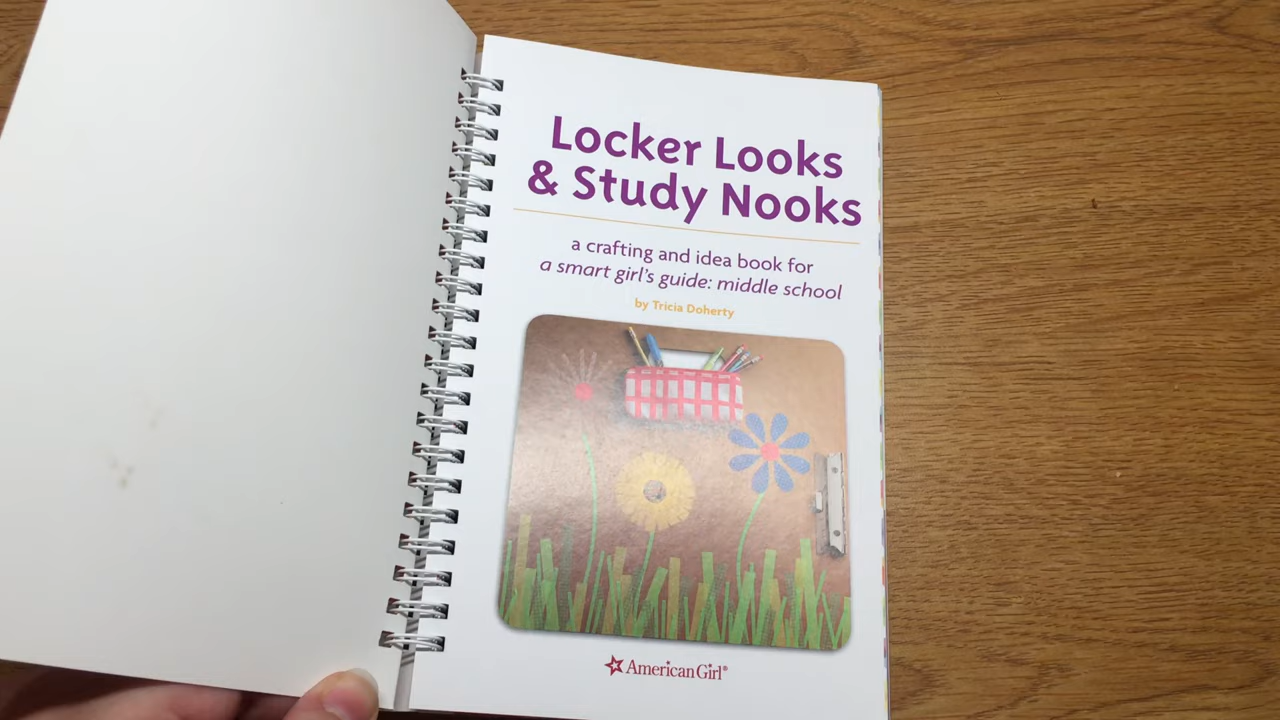 Locker Looks
& Study Nooks
a crafting and idea book for
a smart girl's guide: middle school
by Tricia Doherty
American Girl®